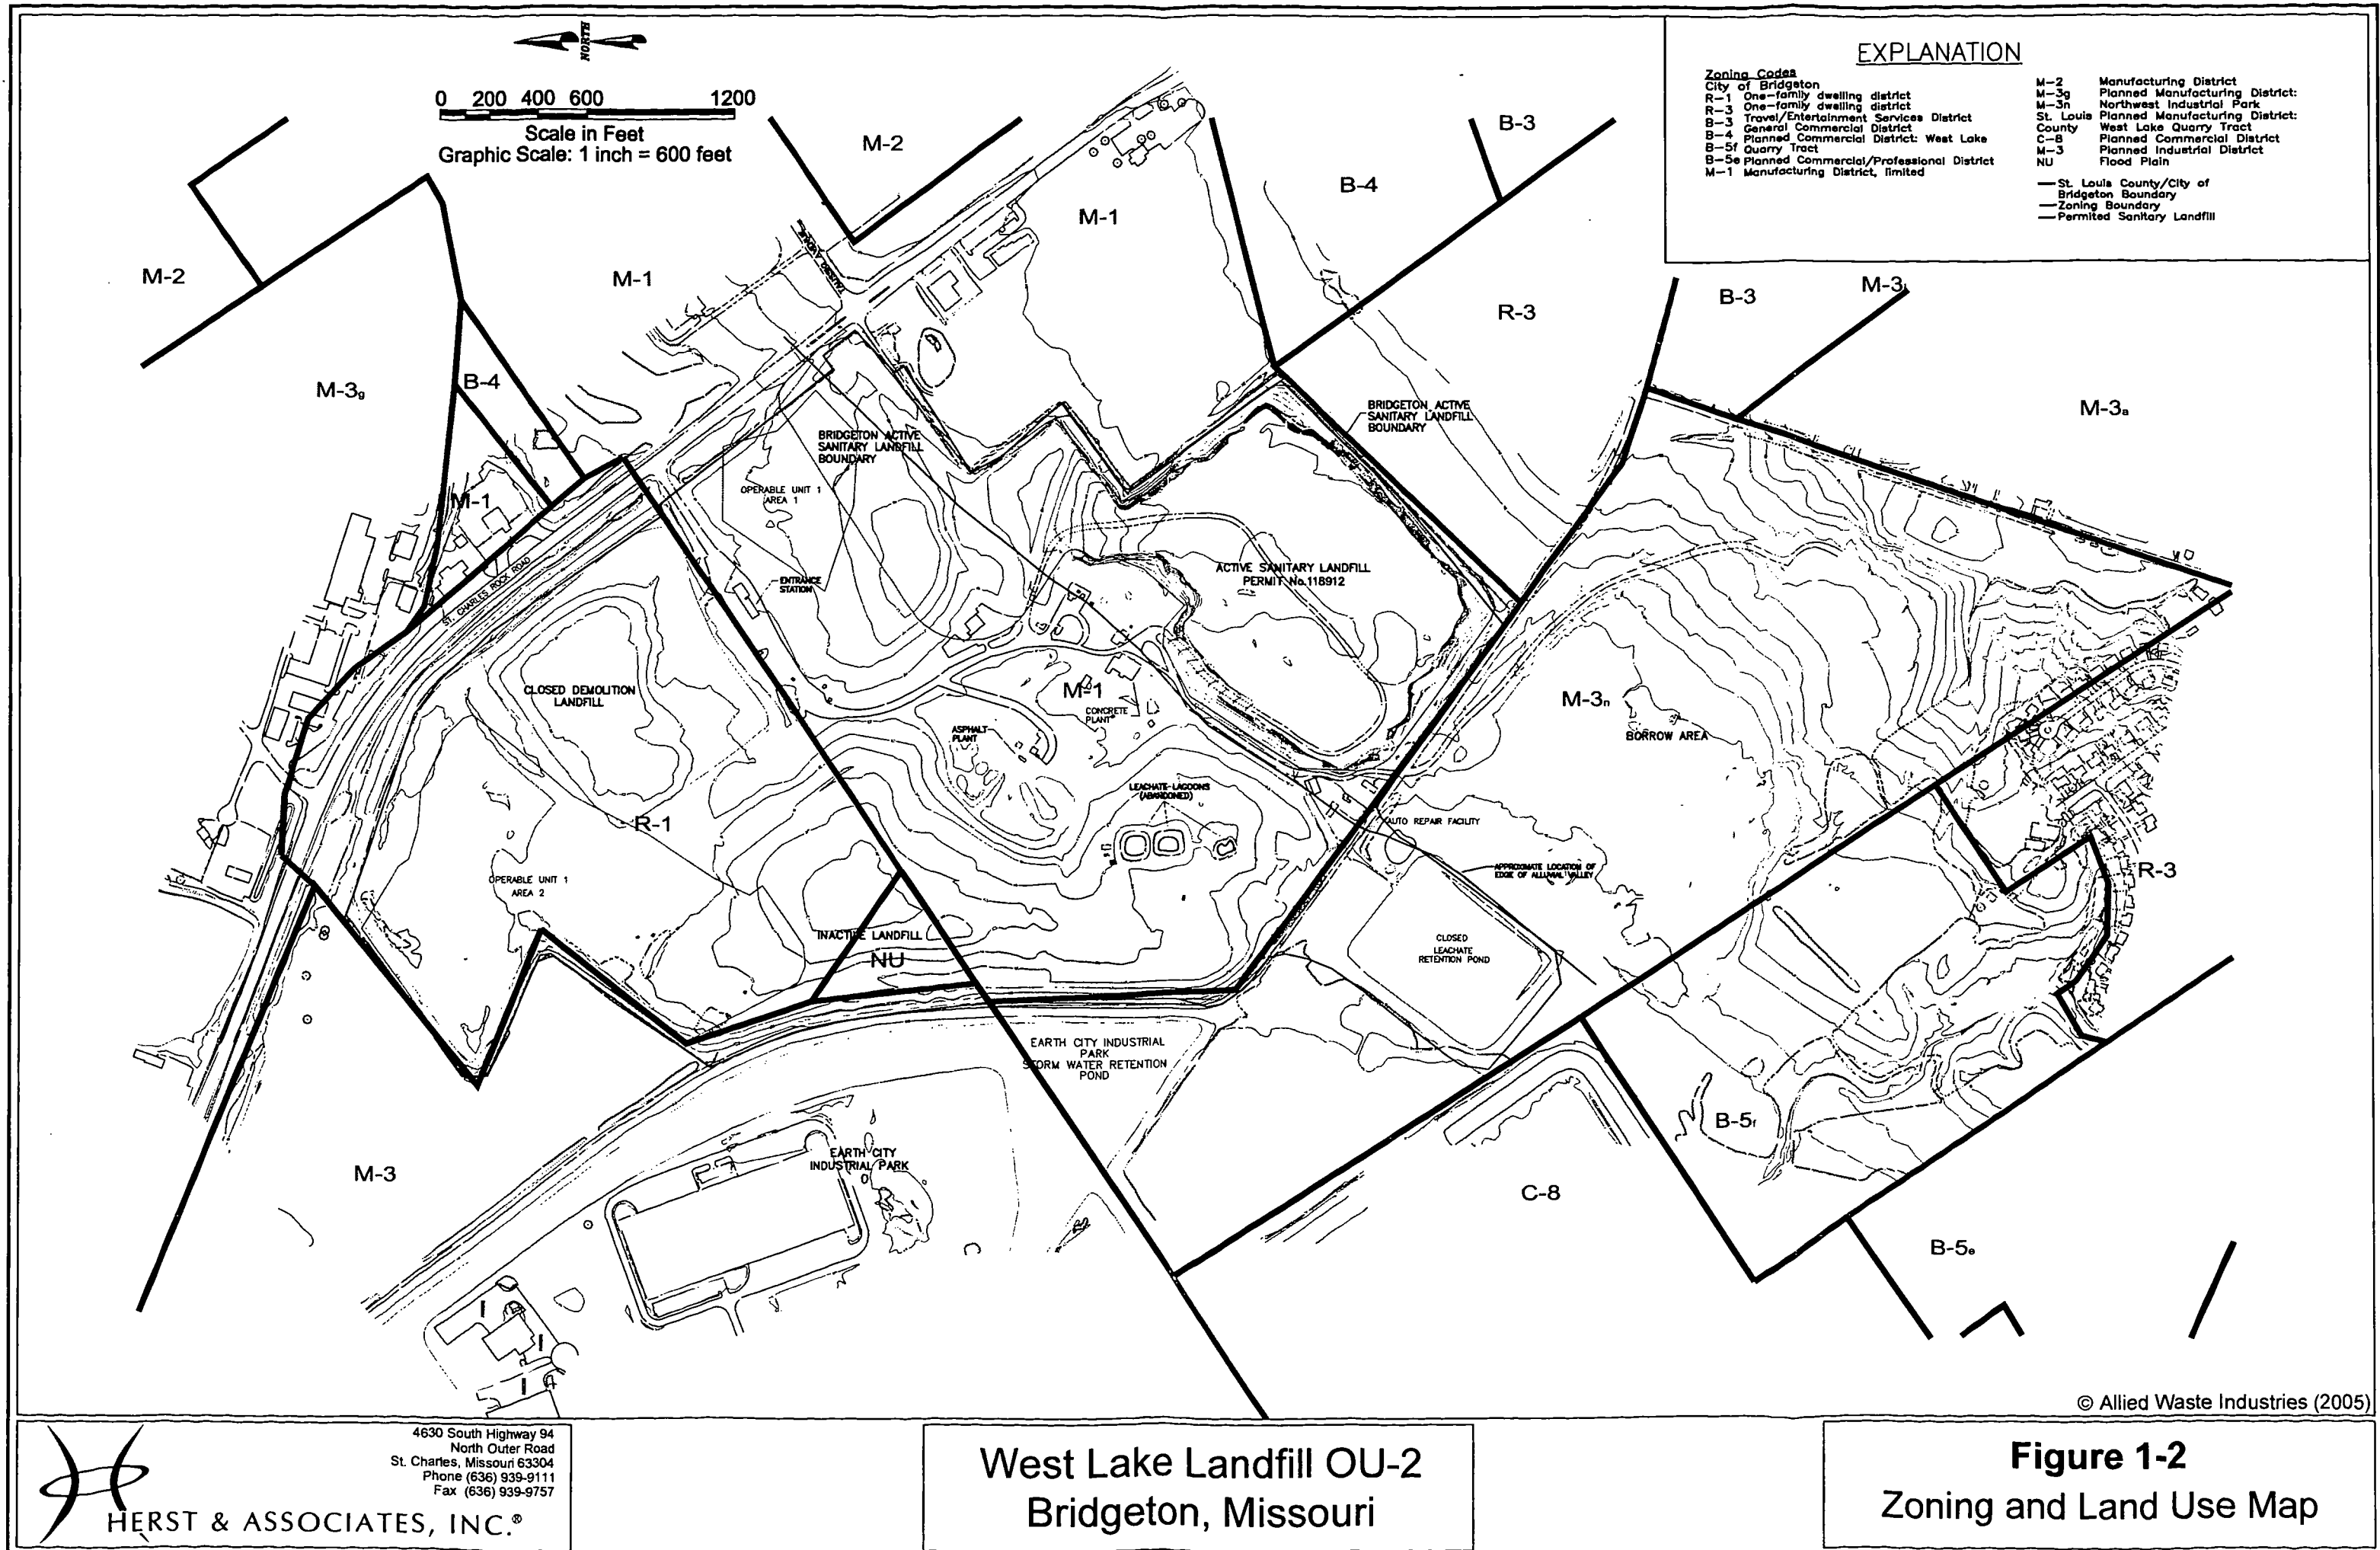 NORTH
0 200 400 600 1200
Scale in Feet
Graphic Scale: 1 inch = 600 feet
EXPLANATION
Zoning Codes
City of Bridgeton
R-1 One-family dwelling district
R-3 One-family dwelling district
B-3 Travel/Entertainment Services District
B-4 General Commercial District
B-5f Planned Commercial District: West Lake
Quarry Tract
B-5e Planned Commercial/Professional District
M-1 Manufacturing District, limited
M-2 Manufacturing District
M-3g Planned Manufacturing District:
M-3n Northwest Industrial Park
St. Louis Planned Manufacturing District:
County West Lake Quarry Tract
C-8 Planned Commercial District
M-3 Planned Industrial District
NU Flood Plain
St. Louis County/City of
Bridgeton Boundary
Zoning Boundary
Permited Sanitary Landfill
M-2
B-3
B-4
M-1
M-2
M-1
R-3
B-3
M-3
M-3g
B-4
M-3a
BRIDGETON ACTIVE
SANITARY LANDFILL
BOUNDARY
BRIDGETON ACTIVE
SANITARY LANDFILL
BOUNDARY
OPERABLE UNIT 1
AREA 1
M-1
ST. CHARLES ROCK ROAD
ENTRANCE
STATION
ACTIVE SANITARY LANDFILL
PERMIT No.118912
CLOSED DEMOLITION
LANDFILL
M-1
CONCRETE
PLANT
ASPHALT
PLANT
M-3n
BORROW AREA
LEACHATE LAGOONS
(ABANDONED)
R-1
AUTO REPAIR FACILITY
OPERABLE UNIT 1
AREA 2
APPROXIMATE LOCATION OF
EDGE OF ALLUVIAL VALLEY
R-3
INACTIVE LANDFILL
NU
CLOSED
LEACHATE
RETENTION POND
EARTH CITY INDUSTRIAL
PARK
STORM WATER RETENTION
POND
B-5f
EARTH CITY
INDUSTRIAL PARK
M-3
C-8
B-5e
© Allied Waste Industries (2005)
4630 South Highway 94
North Outer Road
St. Charles, Missouri 63304
Phone (636) 939-9111
Fax (636) 939-9757
HERST & ASSOCIATES, INC.®
West Lake Landfill OU-2
Bridgeton, Missouri
Figure 1-2
Zoning and Land Use Map